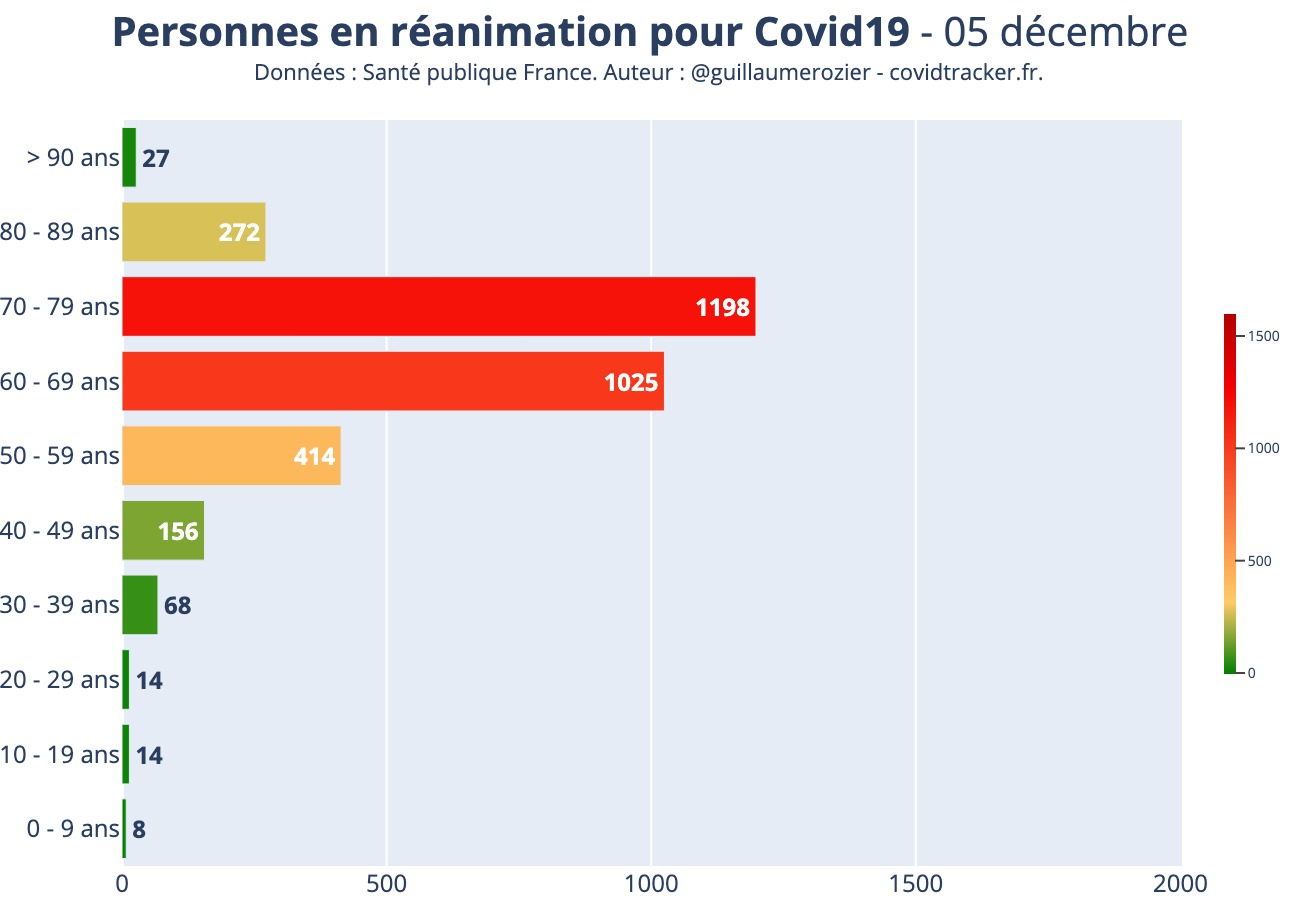 Personnes en réanimation pour Covid19 - 05 décembre
Données : Santé publique France. Auteur : @guillaumerozier - covidtracker.fr.
> 90 ans 27
80 - 89 ans 272
70 - 79 ans 1198
60 - 69 ans 1025
50 - 59 ans 414
40 - 49 ans 156
30 - 39 ans 68
20 - 29 ans 14
10 - 19 ans 14
0 - 9 ans 8
0 500 1000 1500 2000
1500
1000
500
0